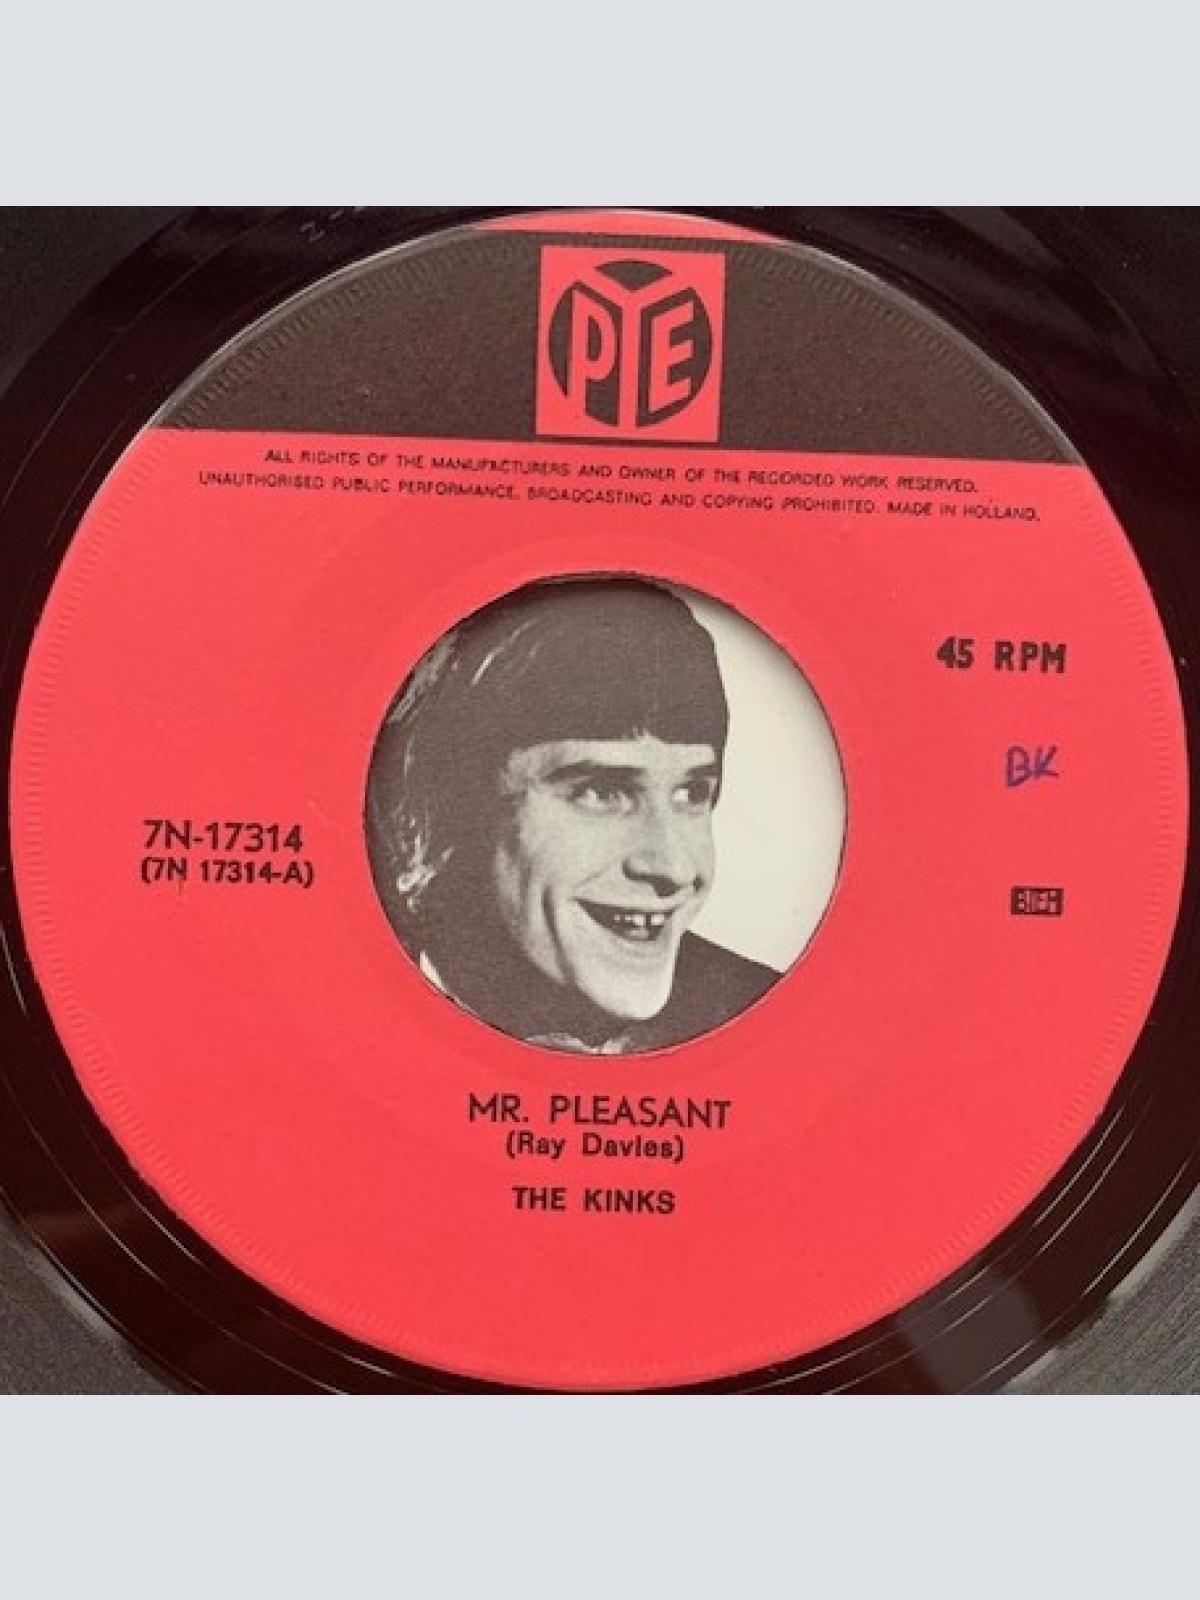 PYE
ALL RIGHTS OF THE MANUFACTURERS AND OWNER OF THE RECORDED WORK RESERVED.
UNAUTHORISED PUBLIC PERFORMANCE, BROADCASTING AND COPYING PROHIBITED. MADE IN HOLLAND.
45 RPM
BK
7N-17314
(7N 17314-A)
BIEM
MR. PLEASANT
(Ray Davies)
THE KINKS